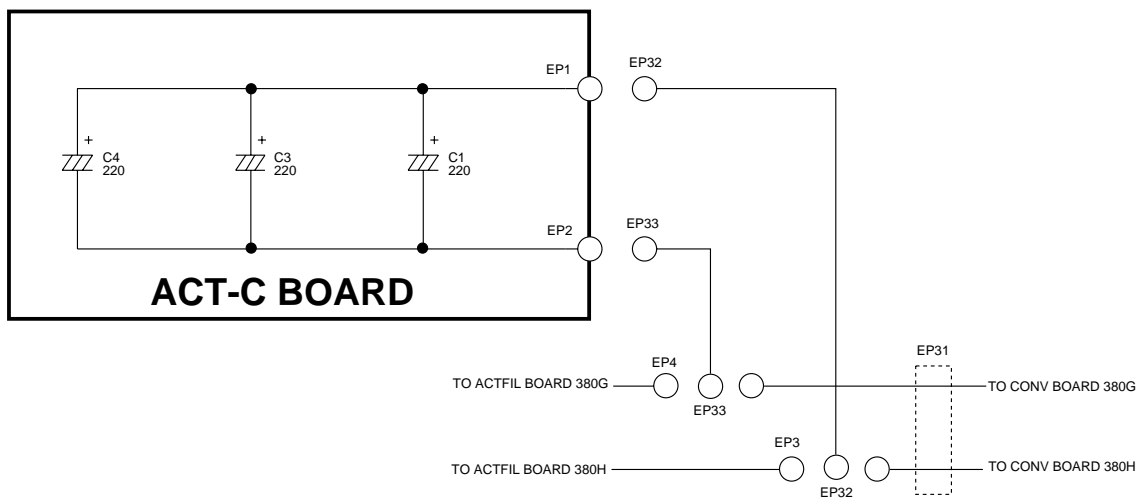 EP1
EP32
+
C4
220
+
C3
220
+
C1
220
EP2
EP33
ACT-C BOARD
EP31
EP4
TO ACTFIL BOARD 380G
TO CONV BOARD 380G
EP33
EP3
TO ACTFIL BOARD 380H
TO CONV BOARD 380H
EP32